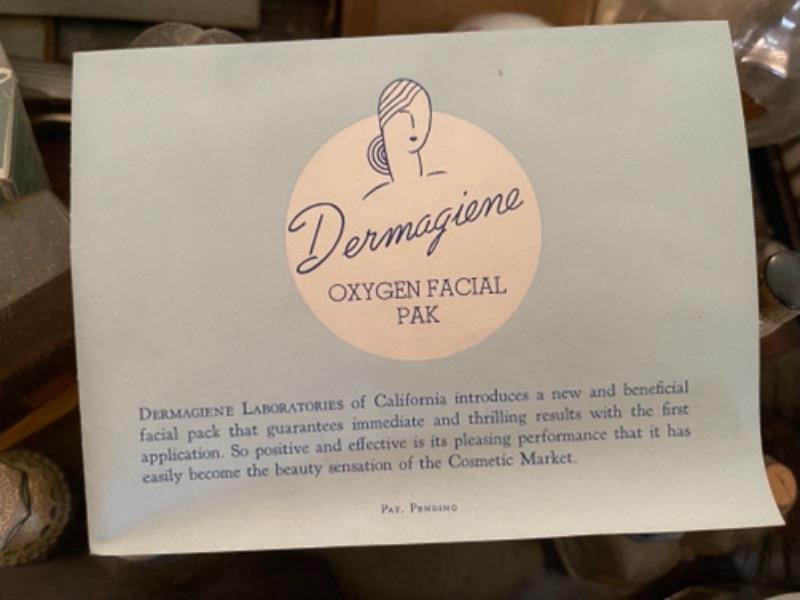 Dermagiene
OXYGEN FACIAL
PAK
DERMAGIENE LABORATORIES of California introduces a new and beneficial
facial pack that guarantees immediate and thrilling results with the first
application. So positive and effective is its pleasing performance that it has
easily become the beauty sensation of the Cosmetic Market.
PAT. PENDING